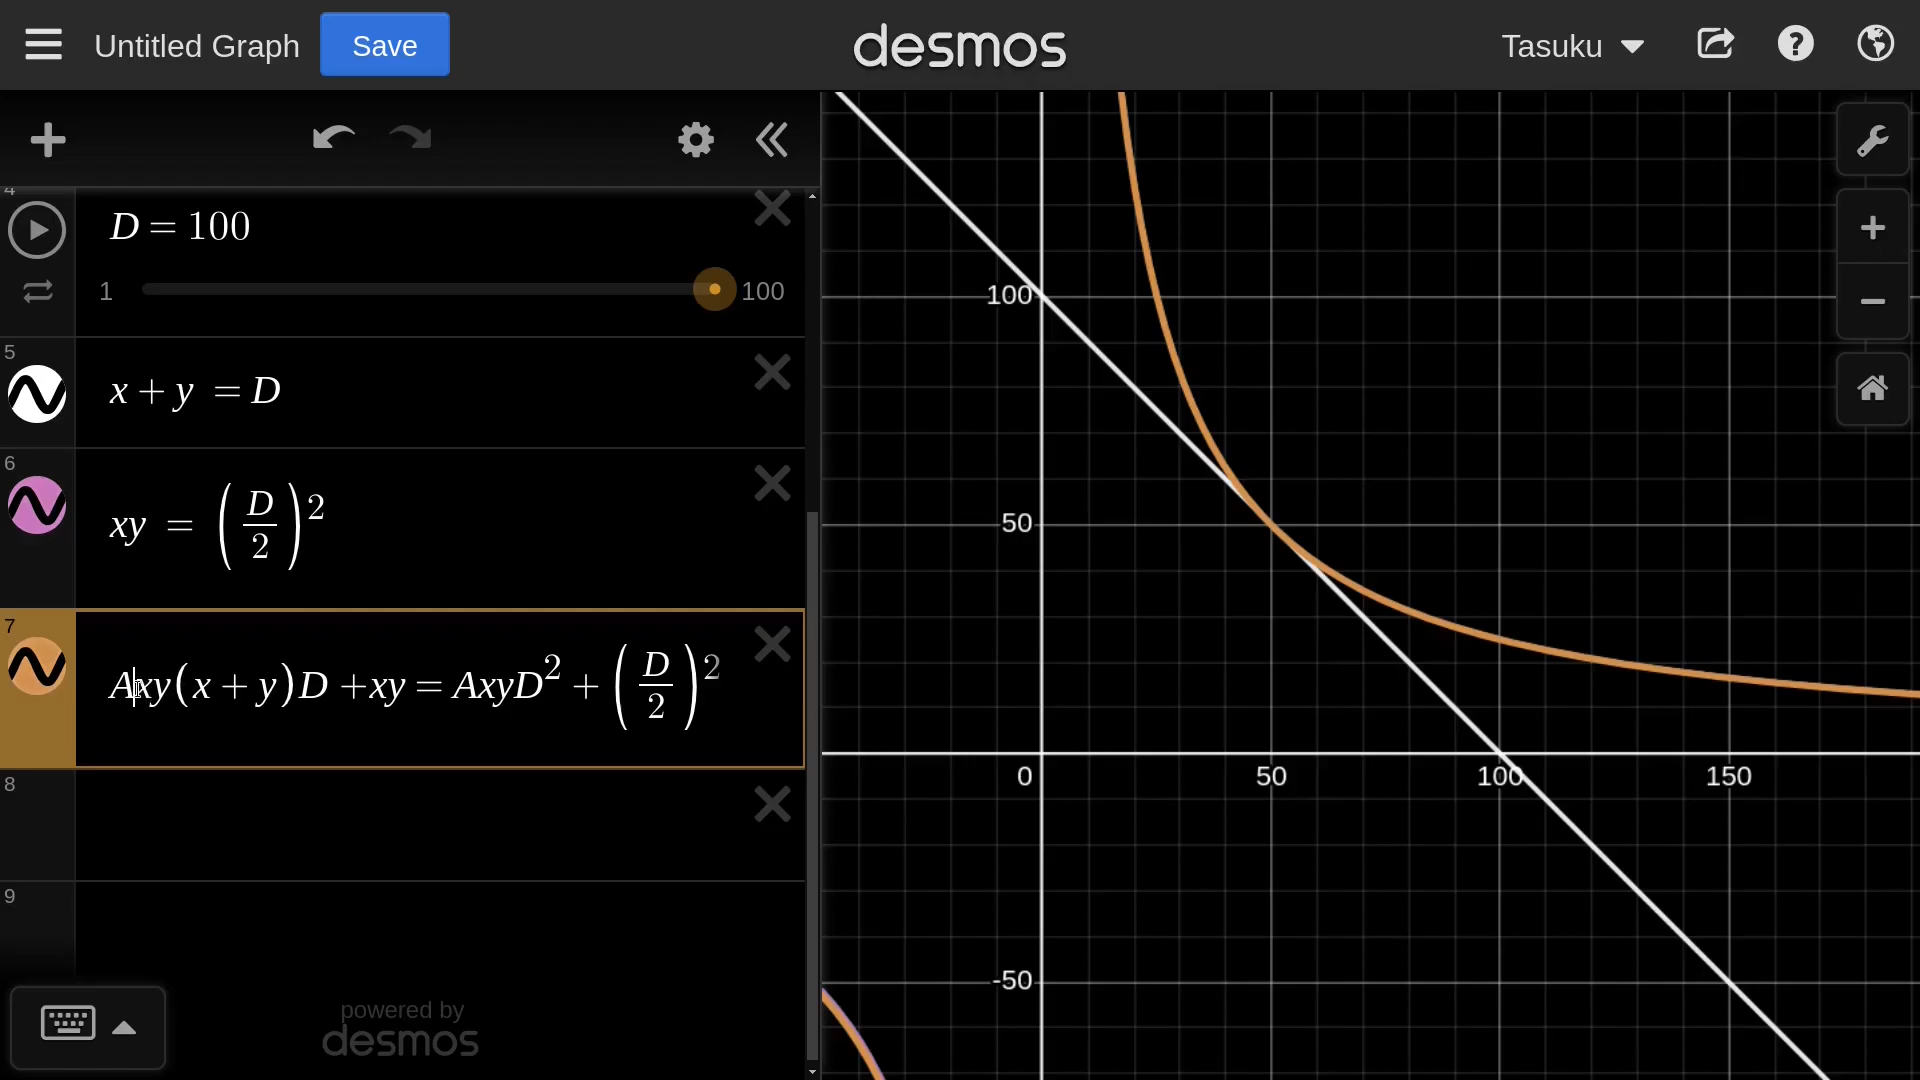 Untitled Graph
Save
desmos
Tasuku
4
D = 100
1
100
5
x + y = D
6
xy = (D/2)^2
7
Axy(x + y)D + xy = AxyD^2 + (D/2)^2
8
9
powered by
desmos
100
50
0
50
100
150
-50